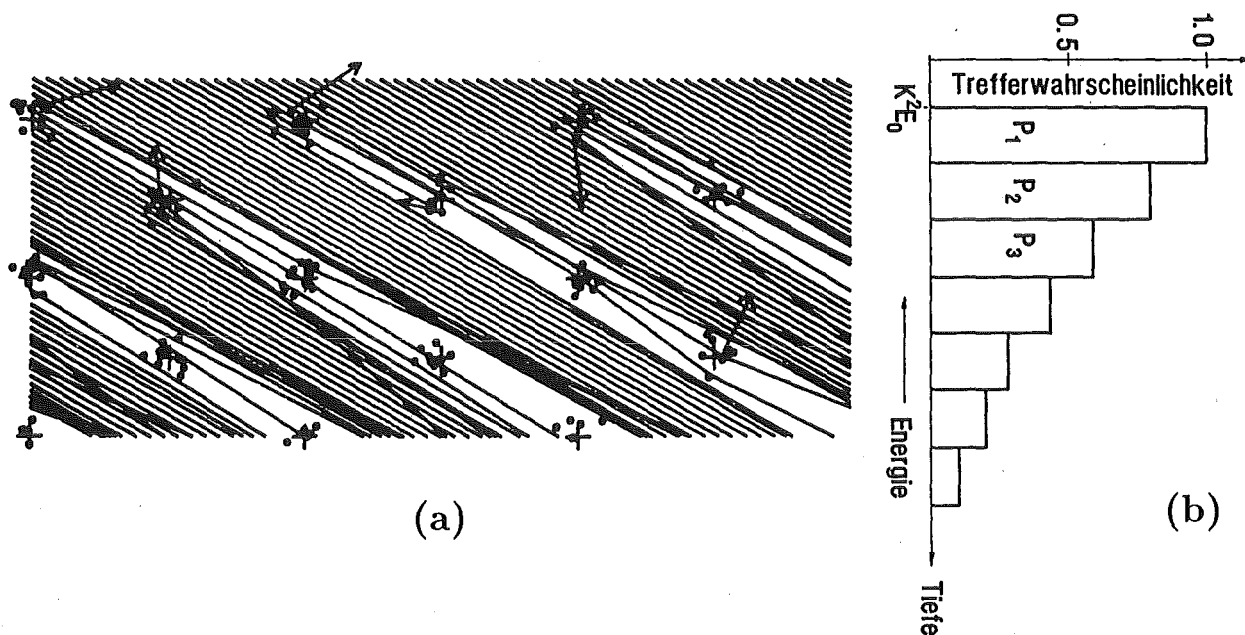 0.5
1.0
Trefferwahrscheinlichkeit
K²E₀
P₁
P₂
P₃
Energie
Tiefe
(a)
(b)